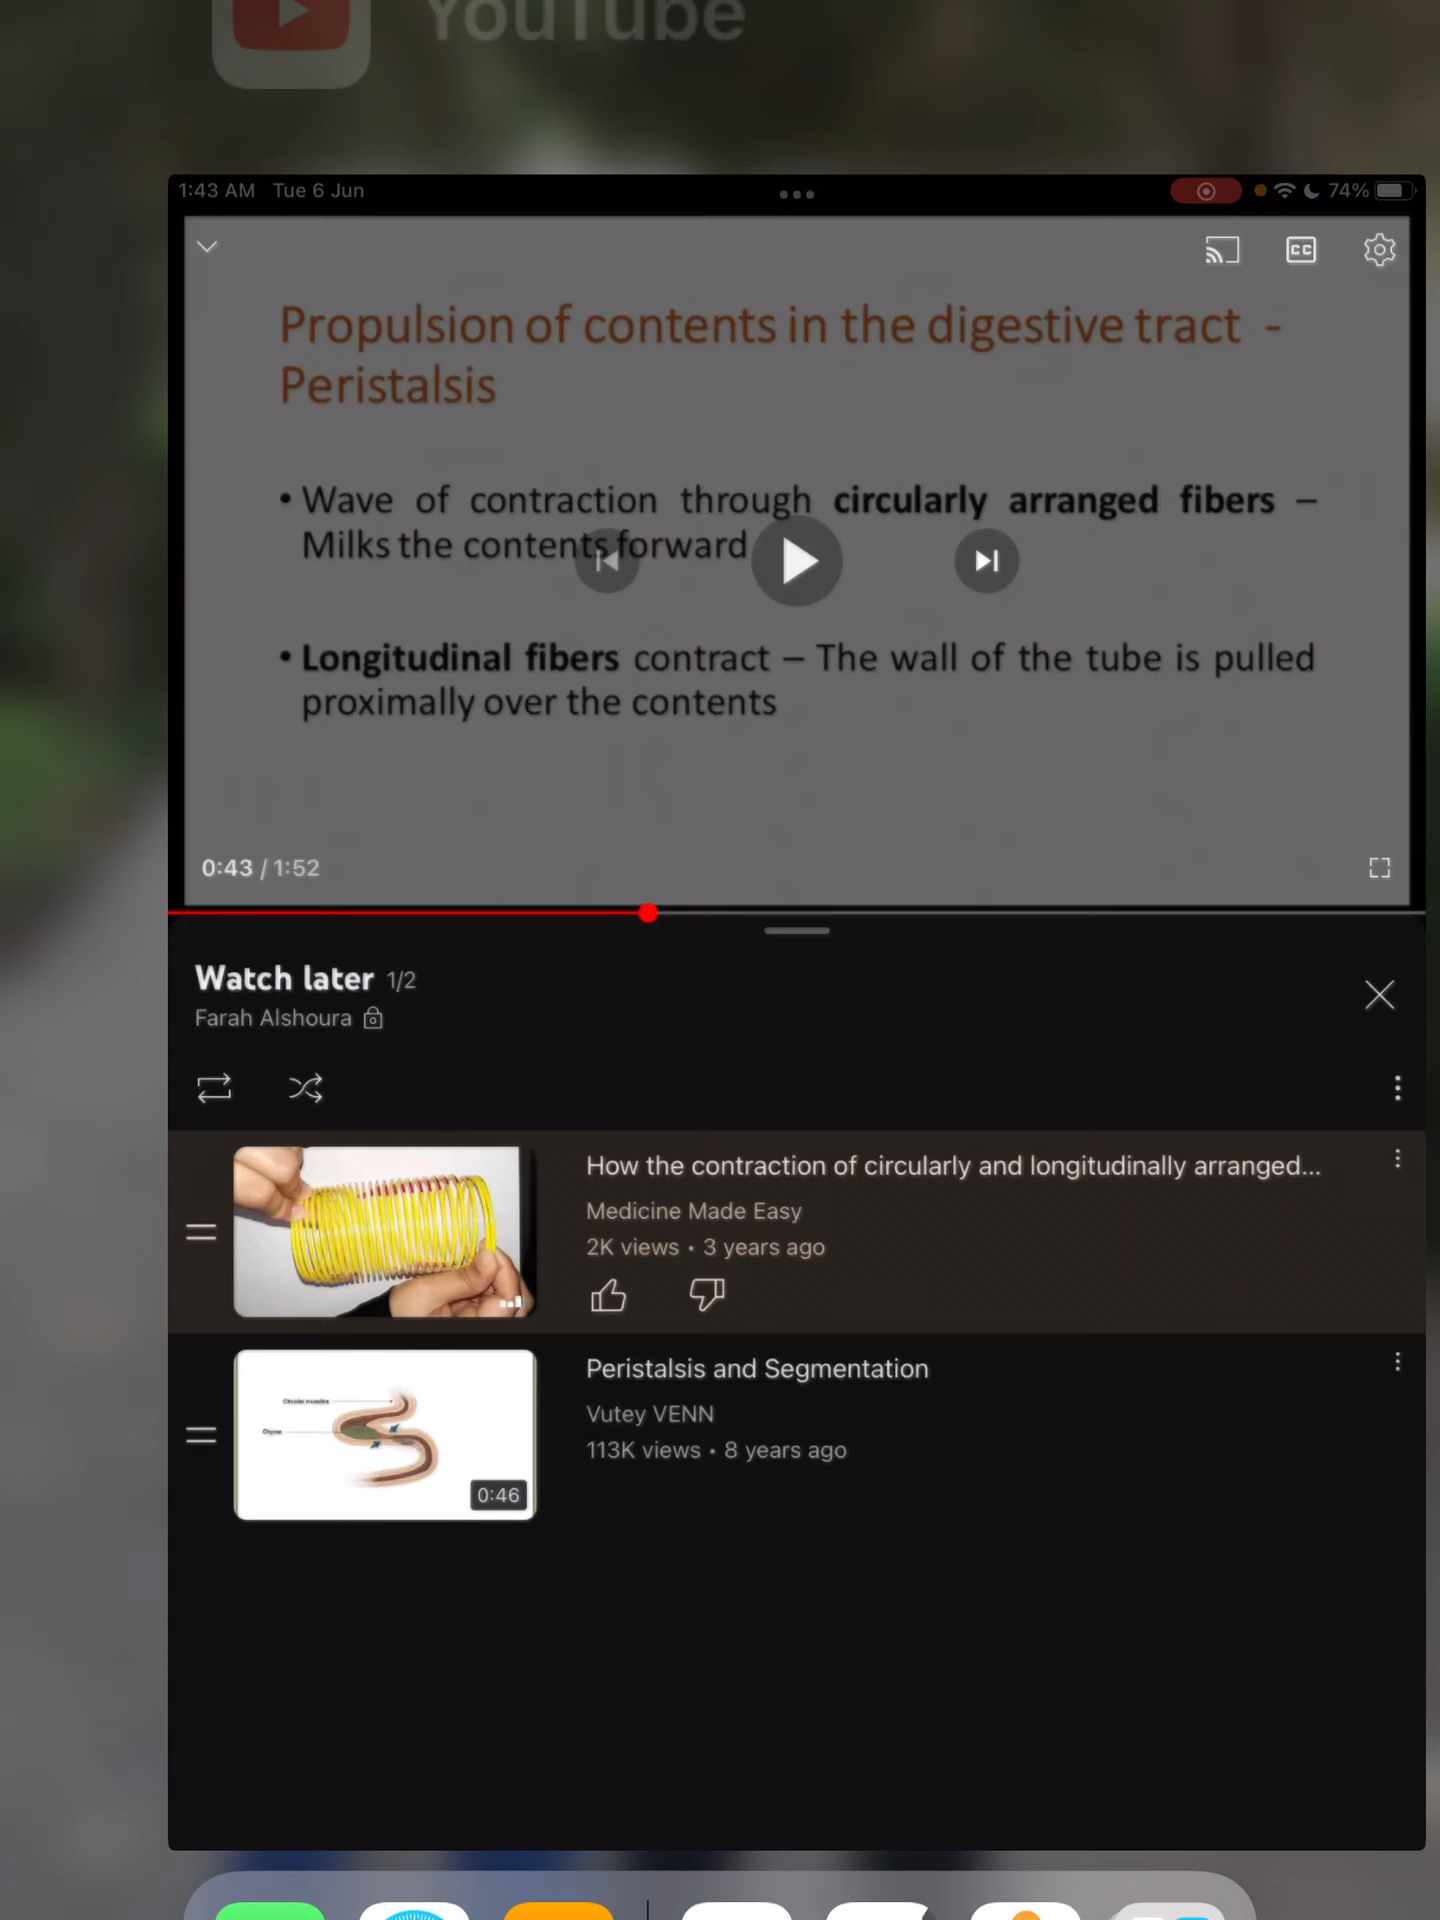 YouTube
1:43 AM Tue 6 Jun
74%
CC
Propulsion of contents in the digestive tract -
Peristalsis
• Wave of contraction through circularly arranged fibers –
Milks the contents forward
• Longitudinal fibers contract – The wall of the tube is pulled
proximally over the contents
0:43 / 1:52
Watch later 1/2
Farah Alshoura
How the contraction of circularly and longitudinally arranged...
Medicine Made Easy
2K views • 3 years ago
Peristalsis and Segmentation
Vutey VENN
113K views • 8 years ago
Circular muscles
Chyme
0:46